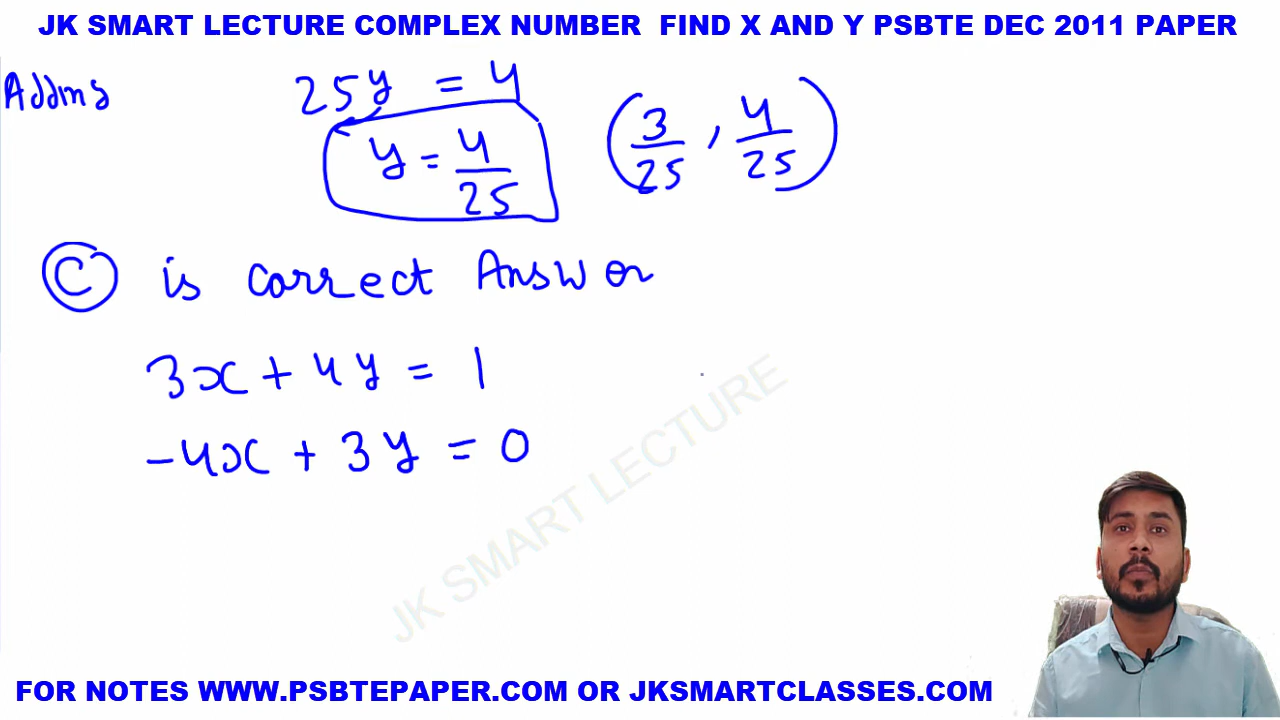 JK SMART LECTURE COMPLEX NUMBER FIND X AND Y PSBTE DEC 2011 PAPER
Adding
25y = 4
y = 4/25
(3/25, 4/25)
C is correct Answer
3x + 4y = 1
-4x + 3y = 0
JK SMART LECTURE
FOR NOTES WWW.PSBTEPAPER.COM OR JKSMARTCLASSES.COM